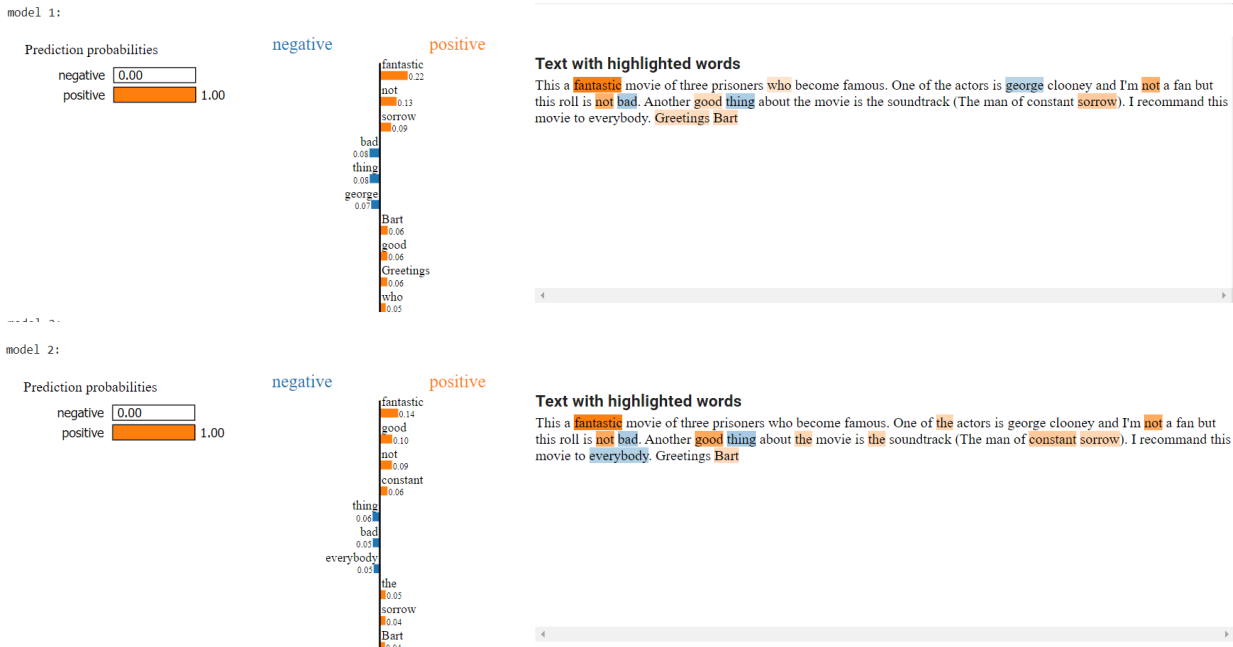 model 1:
Prediction probabilities
negative 0.00
positive 1.00
negative positive
fantastic
0.22
not
0.13
sorrow
0.09
bad
0.08
thing
0.08
george
0.07
Bart
0.06
good
0.06
Greetings
0.06
who
0.05
Text with highlighted words
This a fantastic movie of three prisoners who become famous. One of the actors is george clooney and I'm not a fan but
this roll is not bad. Another good thing about the movie is the soundtrack (The man of constant sorrow). I recommand this
movie to everybody. Greetings Bart
model 2:
Prediction probabilities
negative 0.00
positive 1.00
negative positive
fantastic
0.14
good
0.10
not
0.09
constant
0.06
thing
0.06
bad
0.05
everybody
0.05
the
0.05
sorrow
0.04
Bart
Text with highlighted words
This a fantastic movie of three prisoners who become famous. One of the actors is george clooney and I'm not a fan but
this roll is not bad. Another good thing about the movie is the soundtrack (The man of constant sorrow). I recommand this
movie to everybody. Greetings Bart